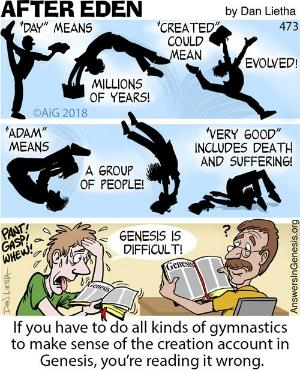 AFTER EDEN
by Dan Lietha
473
"DAY" MEANS
MILLIONS
OF YEARS!
"CREATED"
COULD
MEAN
EVOLVED!
©AiG 2018
"ADAM"
MEANS
A GROUP
OF PEOPLE!
"VERY GOOD"
INCLUDES DEATH
AND SUFFERING!
PANT!
GASP!
WHEW!
GENESIS IS
DIFFICULT!
?
Genesis
Genesis
DAN LIETHA
AnswersinGenesis.org
If you have to do all kinds of gymnastics
to make sense of the creation account in
Genesis, you're reading it wrong.